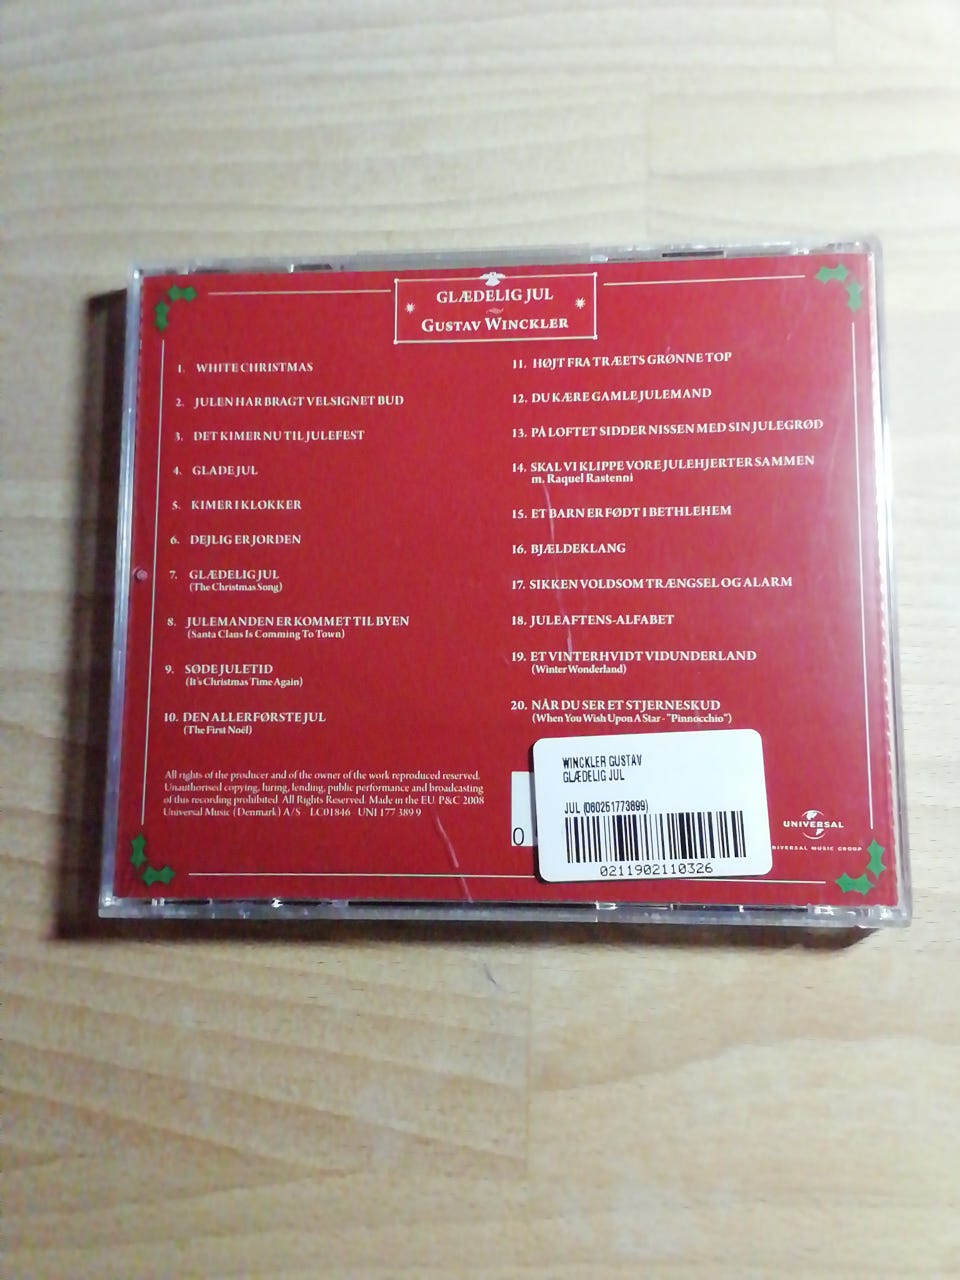 GLÆDELIG JUL
GUSTAV WINCKLER
1. WHITE CHRISTMAS
2. JULEN HAR BRAGT VELSIGNET BUD
3. DET KIMER NU TIL JULEFEST
4. GLADE JUL
5. KIMER I KLOKKER
6. DEJLIG ER JORDEN
7. GLÆDELIG JUL
(The Christmas Song)
8. JULEMANDEN ER KOMMET TIL BYEN
(Santa Claus Is Comming To Town)
9. SØDE JULETID
(It's Christmas Time Again)
10. DEN ALLERFØRSTE JUL
(The First Noël)
11. HØJT FRA TRÆETS GRØNNE TOP
12. DU KÆRE GAMLE JULEMAND
13. PÅ LOFTET SIDDER NISSEN MED SIN JULEGRØD
14. SKAL VI KLIPPE VORE JULEHJERTER SAMMEN
m. Raquel Rastenni
15. ET BARN ER FØDT I BETHLEHEM
16. BJÆLDEKLANG
17. SIKKEN VOLDSOM TRÆNGSEL OG ALARM
18. JULEAFTENS-ALFABET
19. ET VINTERHVIDT VIDUNDERLAND
(Winter Wonderland)
20. NÅR DU SER ET STJERNESKUD
(When You Wish Upon A Star - "Pinnocchio")
All rights of the producer and of the owner of the work reproduced reserved.
Unauthorised copying, luring, lending, public performance and broadcasting
of this recording prohibited. All Rights Reserved. Made in the EU. P&C 2008
Universal Music (Denmark) A/S - LC01846 - UNI 177 389 9
0
WINCKLER GUSTAV
GLÆDELIG JUL
JUL (060251773899)
0211902110326
UNIVERSAL
NIVERSAL MUSIC GROUP